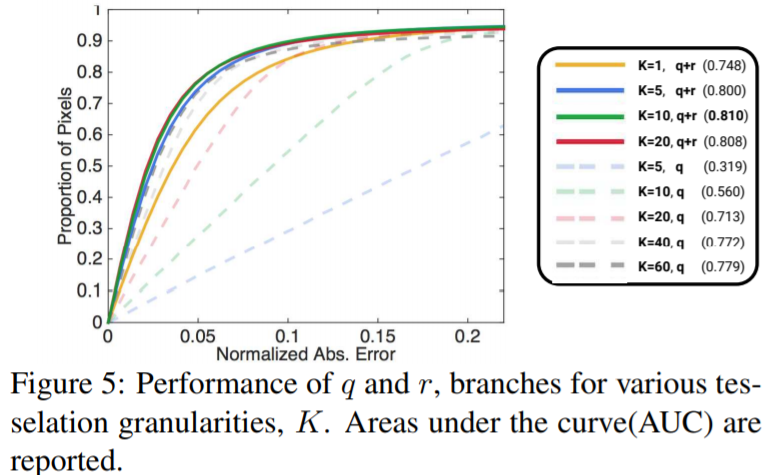 1
0.9
0.8
0.7
0.6
0.5
0.4
0.3
0.2
0.1
0
Proportion of Pixels
0 0.05 0.1 0.15 0.2
Normalized Abs. Error
K=1, q+r (0.748)
K=5, q+r (0.800)
K=10, q+r (0.810)
K=20, q+r (0.808)
K=5, q (0.319)
K=10, q (0.560)
K=20, q (0.713)
K=40, q (0.772)
K=60, q (0.779)
Figure 5: Performance of q and r, branches for various tes-
selation granularities, K. Areas under the curve(AUC) are
reported.